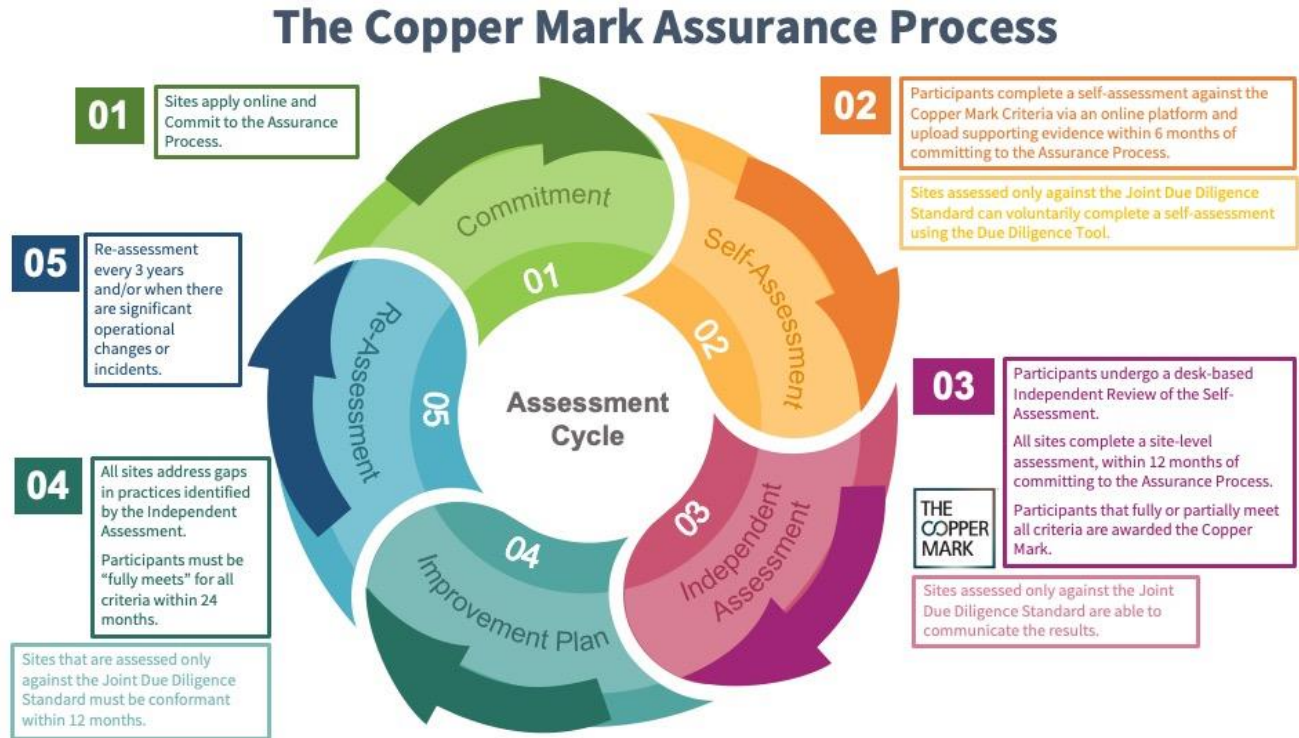 The Copper Mark Assurance Process
01
Sites apply online and
Commit to the Assurance
Process.
02
Participants complete a self-assessment against the
Copper Mark Criteria via an online platform and
upload supporting evidence within 6 months of
committing to the Assurance Process.
Sites assessed only against the Joint Due Diligence
Standard can voluntarily complete a self-assessment
using the Due Diligence Tool.
03
Participants undergo a desk-based
Independent Review of the Self-
Assessment.
All sites complete a site-level
assessment, within 12 months of
committing to the Assurance Process.
Participants that fully or partially meet
all criteria are awarded the Copper
Mark.
THE
COPPER
MARK
Sites assessed only against the Joint
Due Diligence Standard are able to
communicate the results.
04
All sites address gaps
in practices identified
by the Independent
Assessment.
Participants must be
“fully meets” for all
criteria within 24
months.
Sites that are assessed only
against the Joint Due Diligence
Standard must be conformant
within 12 months.
05
Re-assessment
every 3 years
and/or when there
are significant
operational
changes or
incidents.
Commitment
01
Self-Assessment
02
Independent
Assessment
03
Improvement Plan
04
Re-Assessment
05
Assessment
Cycle